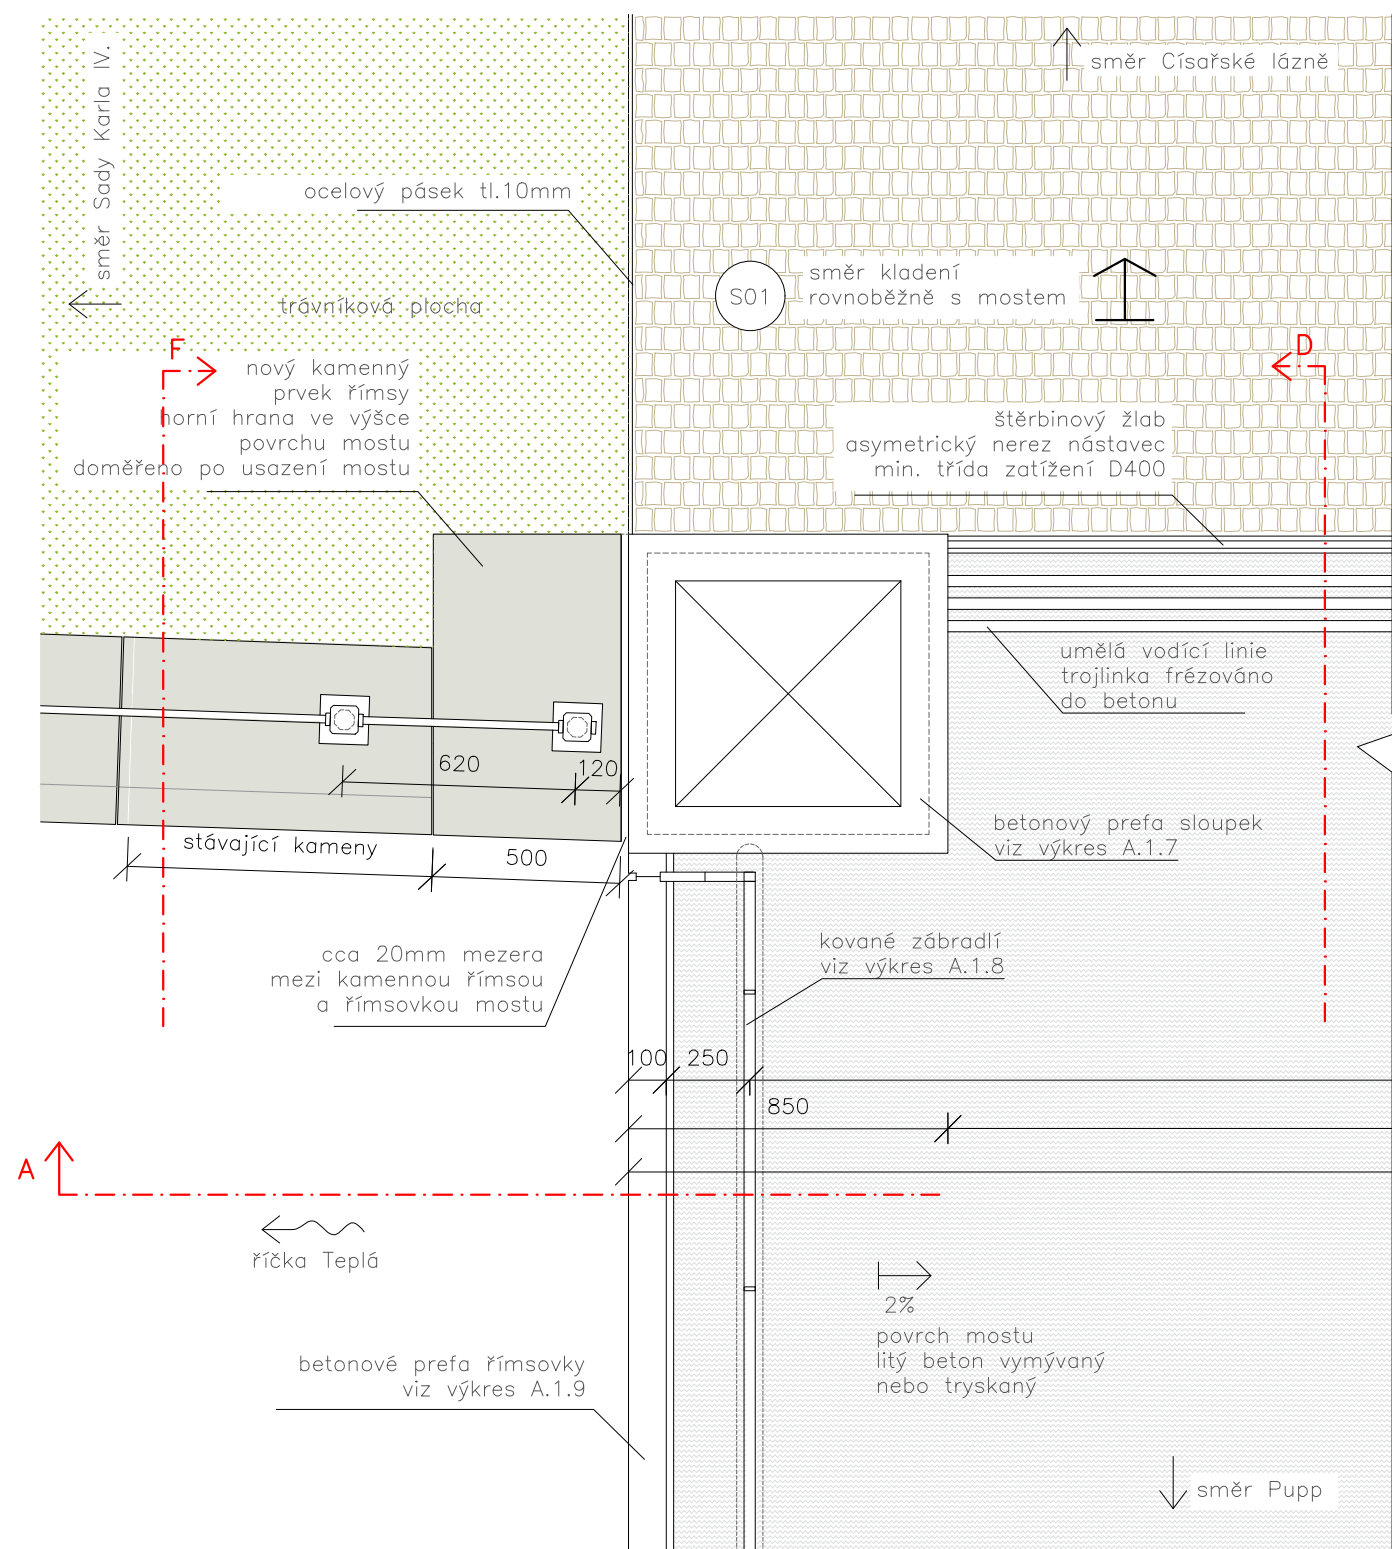 směr Císařské lázně
směr Sady Karla IV.
ocelový pásek tl.10mm
směr kladení
rovnoběžně s mostem
S01
trávníková plocha
F
D
nový kamenný
prvek římsy
horní hrana ve výšce
povrchu mostu
doměřeno po usazení mostu
štěrbinový žlab
asymetrický nerez nástavec
min. třída zatížení D400
umělá vodící linie
trojlinka frézováno
do betonu
620
120
betonový prefa sloupek
viz výkres A.1.7
stávající kameny
500
kované zábradlí
viz výkres A.1.8
cca 20mm mezera
mezi kamennou římsou
a římsovkou mostu
100
250
850
A
říčka Teplá
2%
povrch mostu
litý beton vymývaný
nebo tryskaný
betonové prefa římsovky
viz výkres A.1.9
směr Pupp